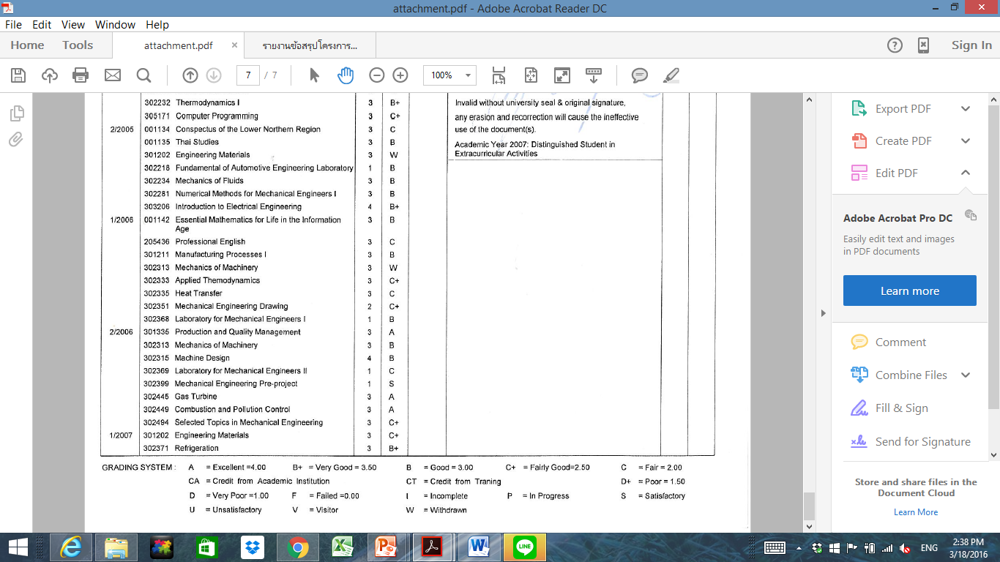 attachment.pdf - Adobe Acrobat Reader DC
File Edit View Window Help
Home Tools attachment.pdf × รายงานข้อสรุปโครงการ... Sign In
7 / 7 100%
302232 Thermodynamics I 3 B+ Invalid without university seal & original signature,
305171 Computer Programming 3 C+ any erasion and recorrection will cause the ineffective
use of the document(s).
2/2005 001134 Conspectus of the Lower Northern Region 3 C
001135 Thai Studies 3 B Academic Year 2007: Distinguished Student in
Extracurricular Activities
301202 Engineering Materials 3 W
302218 Fundamental of Automotive Engineering Laboratory 1 B
302234 Mechanics of Fluids 3 B
302281 Numerical Methods for Mechanical Engineers I 3 B
303206 Introduction to Electrical Engineering 4 B+
1/2006 001142 Essential Mathematics for Life in the Information 3 B
Age
205436 Professional English 3 C
301211 Manufacturing Processes I 3 B
302313 Mechanics of Machinery 3 W
302333 Applied Themodynamics 3 C+
302335 Heat Transfer 3 C
302351 Mechanical Engineering Drawing 2 C+
302368 Laboratory for Mechanical Engineers I 1 B
2/2006 301335 Production and Quality Management 3 A
302313 Mechanics of Machinery 3 B
302315 Machine Design 4 B
302369 Laboratory for Mechanical Engineers II 1 C
302399 Mechanical Engineering Pre-project 1 S
302445 Gas Turbine 3 A
302449 Combustion and Pollution Control 3 A
302494 Selected Topics in Mechanical Engineering 3 C+
1/2007 301202 Engineering Materials 3 C+
302371 Refrigeration 3 B+
GRADING SYSTEM : A = Excellent =4.00 B+ = Very Good = 3.50 B = Good = 3.00 C+ = Fairly Good=2.50 C = Fair = 2.00
CA = Credit from Academic Institution CT = Credit from Traning D+ = Poor = 1.50
D = Very Poor =1.00 F = Failed =0.00 I = Incomplete P = In Progress S = Satisfactory
U = Unsatisfactory V = Visitor W = Withdrawn
Export PDF
Create PDF
Edit PDF
Adobe Acrobat Pro DC
Easily edit text and images
in PDF documents
Learn more
Comment
Combine Files
Fill & Sign
Send for Signature
Store and share files in the
Document Cloud
Learn More
LINE
ENG
2:38 PM
3/18/2016